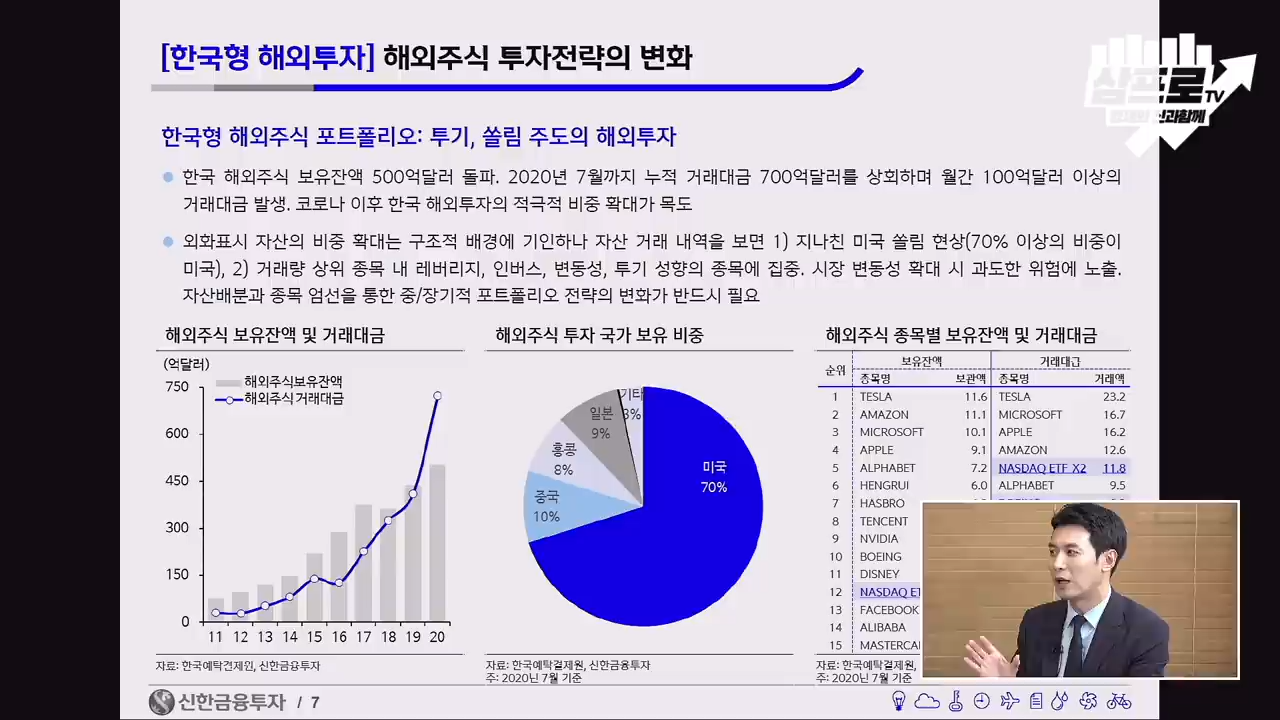 [한국형 해외투자] 해외주식 투자전략의 변화
삼프로TV
한국형 해외주식 포트폴리오: 투기, 쏠림 주도의 해외투자
한국 해외주식 보유잔액 500억달러 돌파. 2020년 7월까지 누적 거래대금 700억달러를 상회하며 월간 100억달러 이상의
거래대금 발생. 코로나 이후 한국 해외투자의 적극적 비중 확대가 목도
외화표시 자산의 비중 확대는 구조적 배경에 기인하나 자산 거래 내역을 보면 1) 지나친 미국 쏠림 현상(70% 이상의 비중이
미국), 2) 거래량 상위 종목 내 레버리지, 인버스, 변동성, 투기 성향의 종목에 집중. 시장 변동성 확대 시 과도한 위험에 노출.
자산배분과 종목 엄선을 통한 중/장기적 포트폴리오 전략의 변화가 반드시 필요
해외주식 보유잔액 및 거래대금
(억달러)
해외주식보유잔액
해외주식거래대금
750
600
450
300
150
0
11 12 13 14 15 16 17 18 19 20
자료: 한국예탁결제원, 신한금융투자
해외주식 투자 국가 보유 비중
기타
3%
일본
9%
홍콩
8%
중국
10%
미국
70%
자료: 한국예탁결제원, 신한금융투자
주: 2020년 7월 기준
해외주식 종목별 보유잔액 및 거래대금
순위 보유잔액 거래대금
종목명 보관액 종목명 거래액
1 TESLA 11.6 TESLA 23.2
2 AMAZON 11.1 MICROSOFT 16.7
3 MICROSOFT 10.1 APPLE 16.2
4 APPLE 9.1 AMAZON 12.6
5 ALPHABET 7.2 NASDAQ ETF X2 11.8
6 HENGRUI 6.0 ALPHABET 9.5
7 HASBRO
8 TENCENT
9 NVIDIA
10 BOEING
11 DISNEY
12 NASDAQ
13 FACEBOOK
14 ALIBABA
15
자료: 한국예탁결제원,
주: 2020년 7월 기준
신한금융투자 / 7